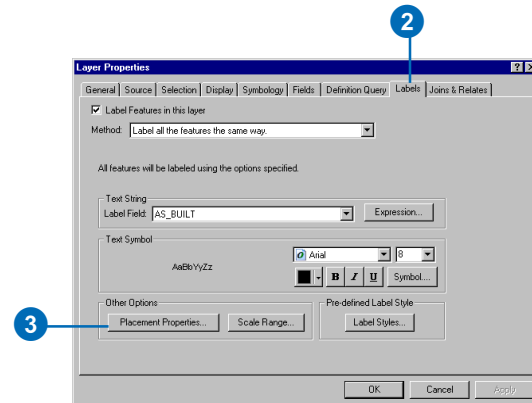 2
Layer Properties
General Source Selection Display Symbology Fields Definition Query Labels Joins & Relates
Label Features in this layer
Method: Label all the features the same way.
All features will be labeled using the options specified.
Text String
Label Field: AS_BUILT Expression...
Text Symbol
AaBbYyZz
Arial 8
B I U Symbol...
Other Options Pre-defined Label Style
3 Placement Properties... Scale Range... Label Styles...
OK Cancel Apply